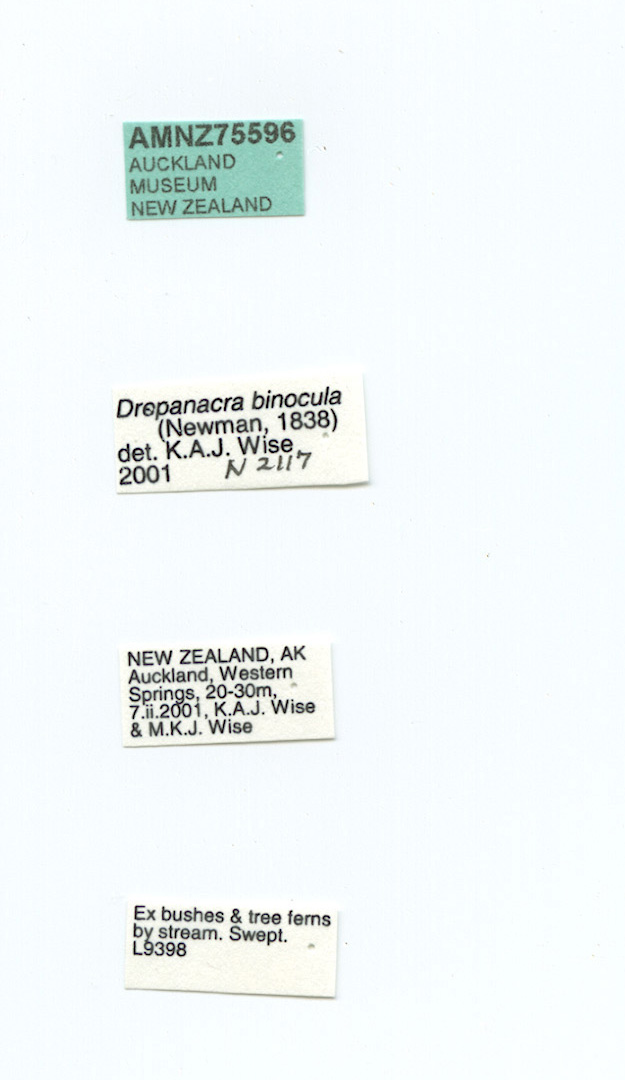 AMNZ75596
AUCKLAND
MUSEUM
NEW ZEALAND
Drepanacra binocula
(Newman, 1838)
det. K.A.J. Wise
2001 N 2117
NEW ZEALAND, AK
Auckland, Western
Springs, 20-30m,
7.ii.2001, K.A.J. Wise
& M.K.J. Wise
Ex bushes & tree ferns
by stream. Swept.
L9398